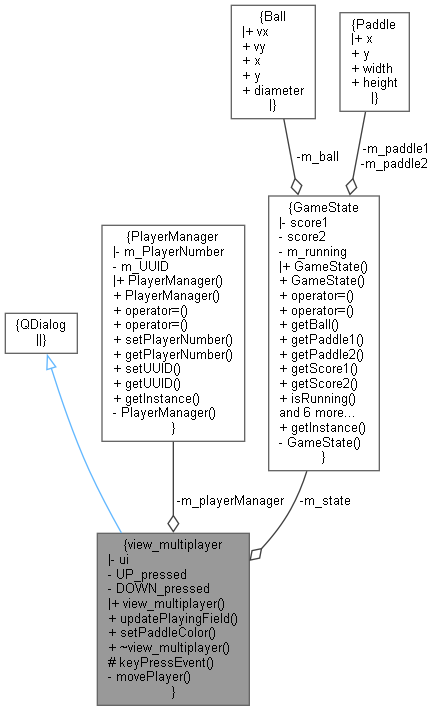 {Ball
|+ vx
+ vy
+ x
+ y
+ diameter
|}
{Paddle
|+ x
+ y
+ width
+ height
|}
-m_ball
-m_paddle1
-m_paddle2
{GameState
|- score1
- score2
- m_running
|+ GameState()
+ GameState()
+ operator=()
+ operator=()
+ getBall()
+ getPaddle1()
+ getPaddle2()
+ getScore1()
+ getScore2()
+ isRunning()
and 6 more...
+ getInstance()
- GameState()
}
{PlayerManager
|- m_PlayerNumber
- m_UUID
|+ PlayerManager()
+ PlayerManager()
+ operator=()
+ operator=()
+ setPlayerNumber()
+ getPlayerNumber()
+ setUUID()
+ getUUID()
+ getInstance()
- PlayerManager()
}
{QDialog
||}
-m_playerManager
-m_state
{view_multiplayer
|- ui
- UP_pressed
- DOWN_pressed
|+ view_multiplayer()
+ updatePlayingField()
+ setPaddleColor()
+ ~view_multiplayer()
# keyPressEvent()
- movePlayer()
}